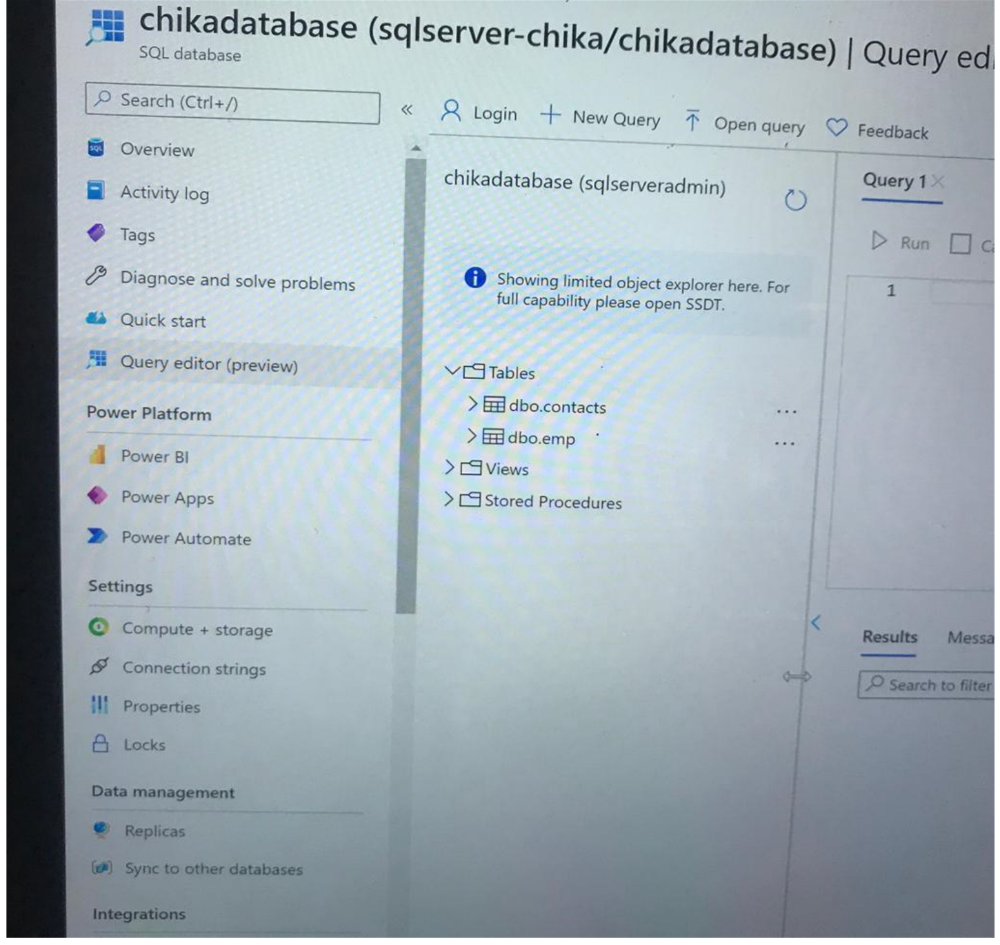 chikadatabase (sqlserver-chika/chikadatabase) | Query edi
SQL database
Search (Ctrl+/)
«
Login
New Query
Open query
Feedback
Overview
Activity log
Tags
Diagnose and solve problems
Quick start
Query editor (preview)
Power Platform
Power BI
Power Apps
Power Automate
Settings
Compute + storage
Connection strings
Properties
Locks
Data management
Replicas
Sync to other databases
Integrations
chikadatabase (sqlserveradmin)
Showing limited object explorer here. For
full capability please open SSDT.
Tables
dbo.contacts
...
dbo.emp
...
Views
Stored Procedures
Query 1
Run
Ca
1
Results
Messa
Search to filter